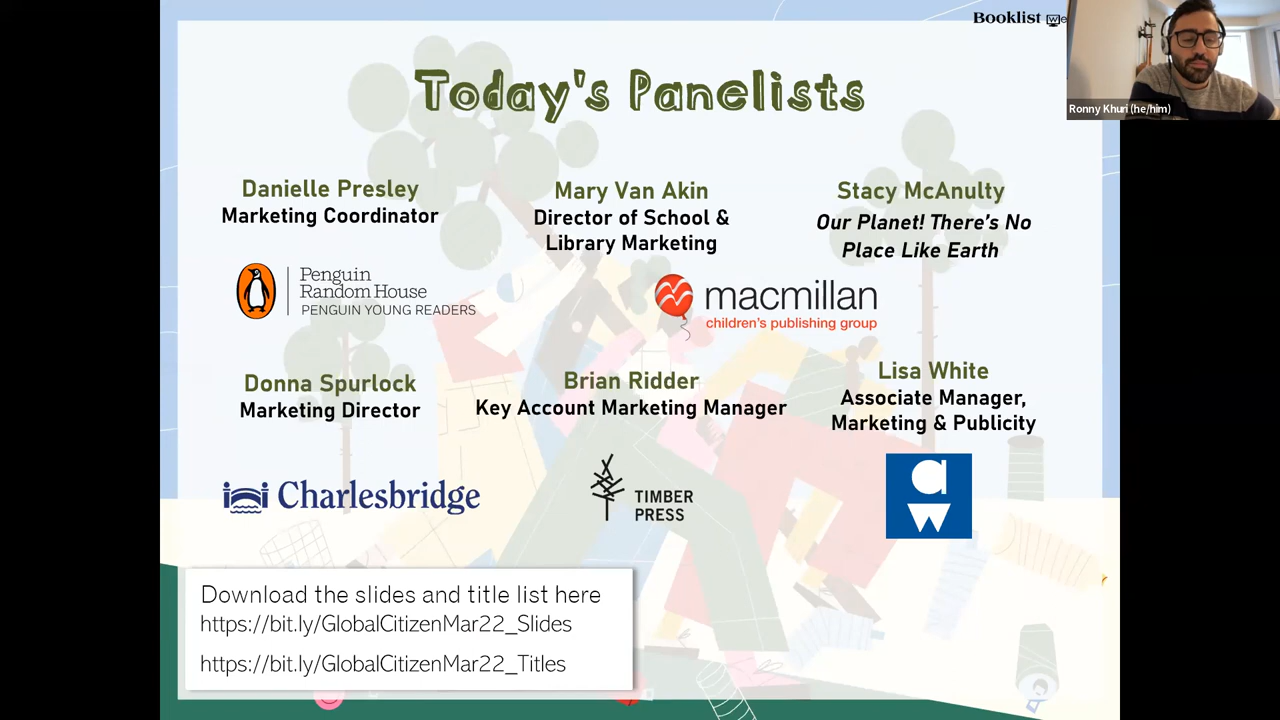 Booklist We
Ronny Khuri (he/him)
Today's Panelists
Danielle Presley
Marketing Coordinator
Penguin
Random House
PENGUIN YOUNG READERS
Mary Van Akin
Director of School &
Library Marketing
Stacy McAnulty
Our Planet! There's No
Place Like Earth
macmillan
children's publishing group
Donna Spurlock
Marketing Director
Charlesbridge
Brian Ridder
Key Account Marketing Manager
TIMBER
PRESS
Lisa White
Associate Manager,
Marketing & Publicity
aw
Download the slides and title list here
https://bit.ly/GlobalCitizenMar22_Slides
https://bit.ly/GlobalCitizenMar22_Titles